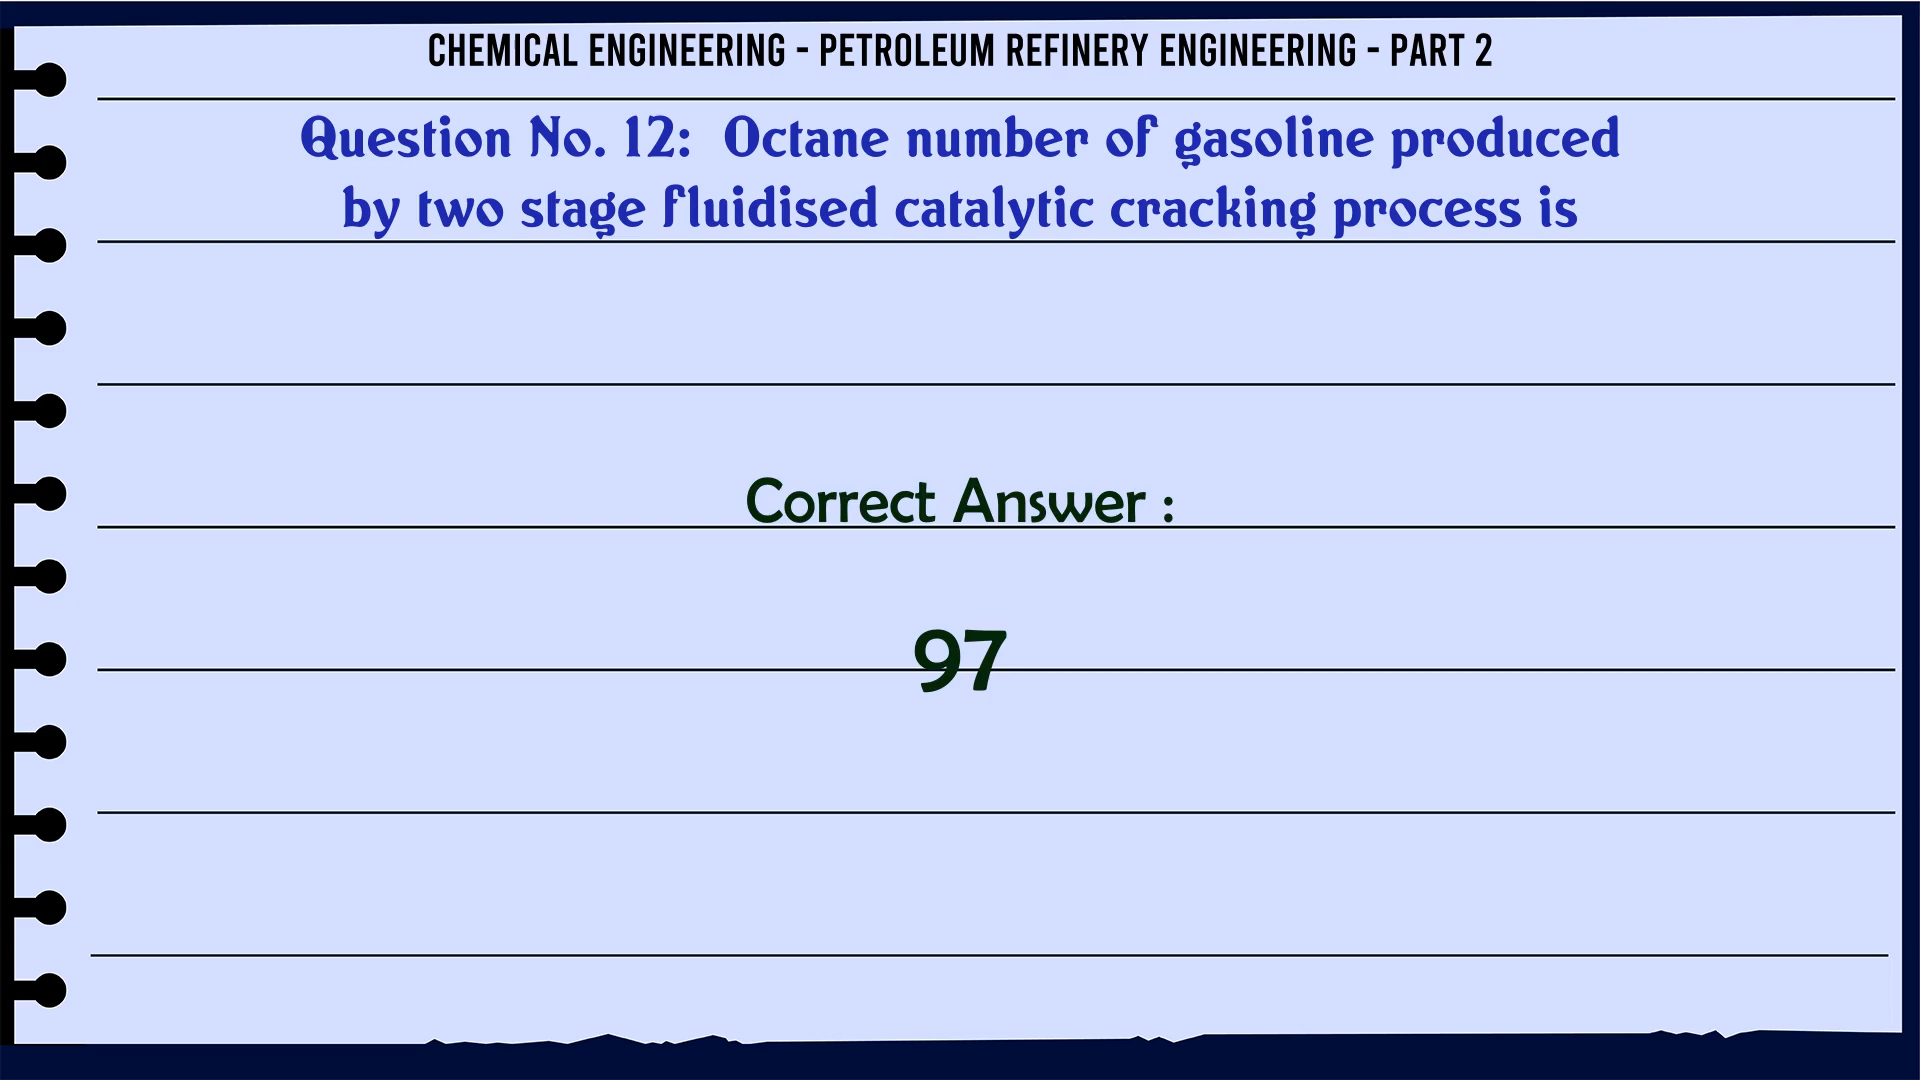 CHEMICAL ENGINEERING - PETROLEUM REFINERY ENGINEERING - PART 2
Question No. 12: Octane number of gasoline produced
by two stage fluidised catalytic cracking process is
Correct Answer :
97